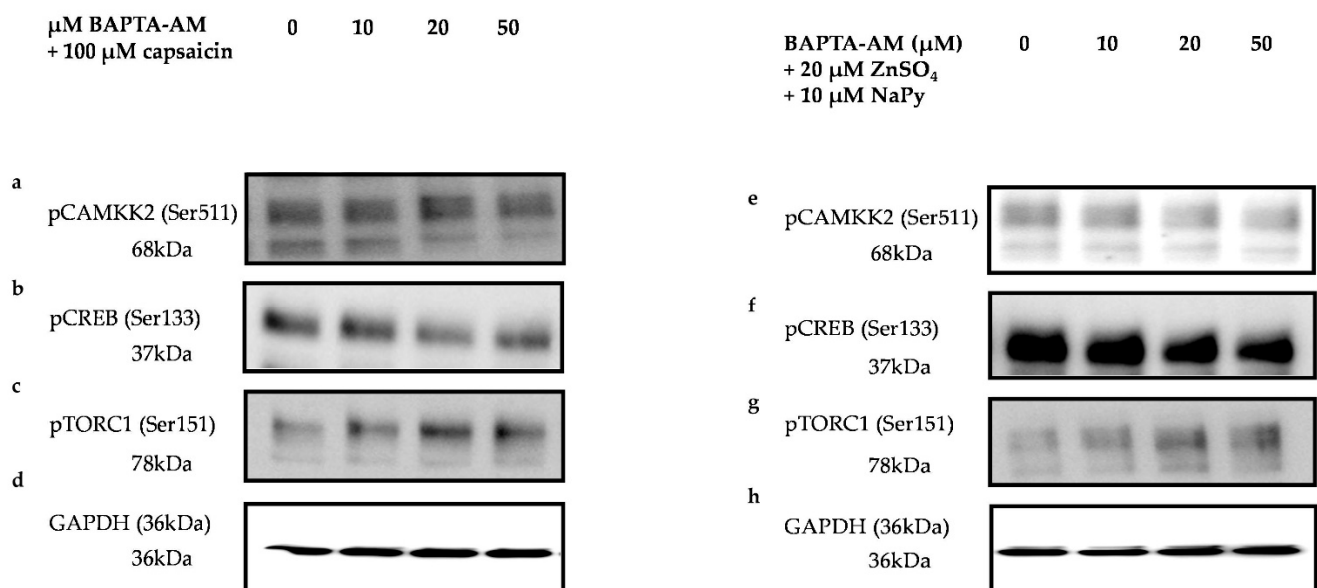 μM BAPTA-AM 0 10 20 50
+ 100 μM capsaicin
a
pCAMKK2 (Ser511)
68kDa
b
pCREB (Ser133)
37kDa
c
pTORC1 (Ser151)
78kDa
d
GAPDH (36kDa)
36kDa
BAPTA-AM (μM) 0 10 20 50
+ 20 μM ZnSO₄
+ 10 μM NaPy
e
pCAMKK2 (Ser511)
68kDa
f
pCREB (Ser133)
37kDa
g
pTORC1 (Ser151)
78kDa
h
GAPDH (36kDa)
36kDa